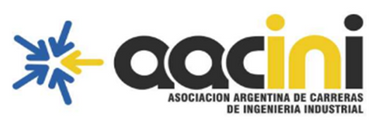 aacini
ASOCIACION ARGENTINA DE CARRERAS
DE INGENIERIA INDUSTRIAL